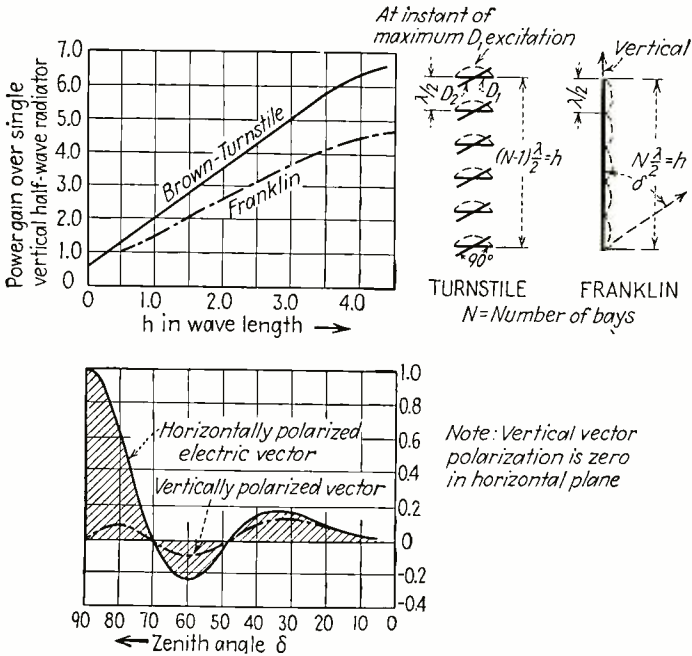 Power gain over single
vertical half-wave radiator
7.0
6.0
5.0
4.0
3.0
2.0
1.0
0
Brown-Turnstile
Franklin
0
1.0
2.0
3.0
4.0
h in wave length →
At instant of
maximum D₁ excitation
λ/2
D₂
D₁
(N-1)λ/2=h
90°
TURNSTILE
Vertical
λ/2
Nλ/2=h
δ
FRANKLIN
N=Number of bays
1.0
0.8
0.6
0.4
0.2
0
-0.2
-0.4
Horizontally polarized
electric vector
Vertically polarized vector
90 80 70 60 50 40 30 20 10 0
← Zenith angle δ
Note: Vertical vector
polarization is zero
in horizontal plane